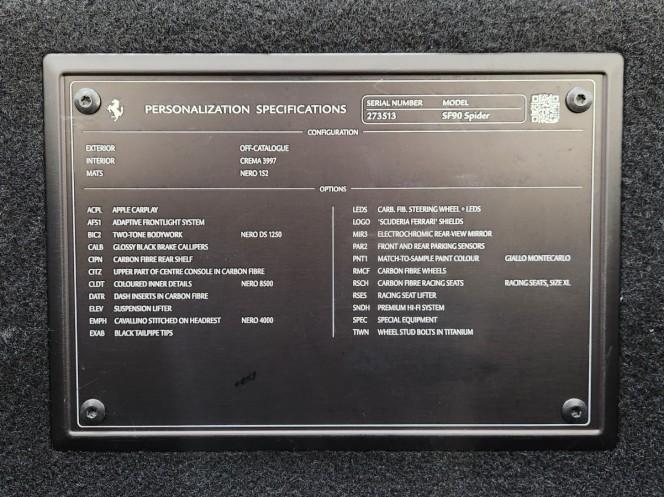 PERSONALIZATION SPECIFICATIONS
SERIAL NUMBER MODEL
273513 SF90 Spider
CONFIGURATION
EXTERIOR OFF-CATALOGUE
INTERIOR CREMA 3997
MATS NERO 152
OPTIONS
ACPL APPLE CARPLAY
AFS1 ADAPTIVE FRONTLIGHT SYSTEM
BIC2 TWO-TONE BODYWORK NERO DS 1250
CALB GLOSSY BLACK BRAKE CALLIPERS
CIPN CARBON FIBRE REAR SHELF
CITZ UPPER PART OF CENTRE CONSOLE IN CARBON FIBRE
CLDT COLOURED INNER DETAILS NERO 8500
DATR DASH INSERTS IN CARBON FIBRE
ELEV SUSPENSION LIFTER
EMPH CAVALLINO STITCHED ON HEADREST NERO 4000
EXAB BLACK TAILPIPE TIPS
LEDS CARB. FIB. STEERING WHEEL + LEDS
LOGO 'SCUDERIA FERRARI' SHIELDS
MIR3 ELECTROCHROMIC REAR-VIEW MIRROR
PAR2 FRONT AND REAR PARKING SENSORS
PNT1 MATCH-TO-SAMPLE PAINT COLOUR GIALLO MONTECARLO
RMCF CARBON FIBRE WHEELS
RSCH CARBON FIBRE RACING SEATS RACING SEATS, SIZE XL
RSES RACING SEAT LIFTER
SNDH PREMIUM HI-FI SYSTEM
SPEC SPECIAL EQUIPMENT
TIWN WHEEL STUD BOLTS IN TITANIUM